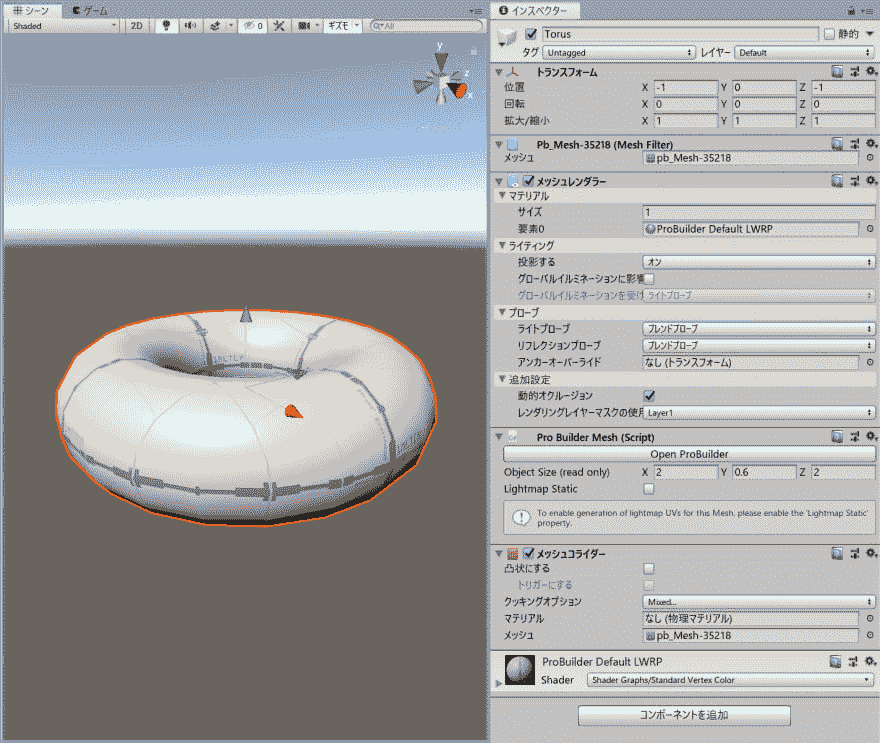 シーン
ゲーム
Shaded
2D
0
ギズモ
All
y
z
x
インスペクター
Torus
静的
タグ Untagged
レイヤー Default
トランスフォーム
位置 X -1 Y 0 Z -1
回転 X 0 Y 0 Z 0
拡大/縮小 X 1 Y 1 Z 1
Pb_Mesh-35218 (Mesh Filter)
メッシュ pb_Mesh-35218
メッシュレンダラー
マテリアル
サイズ 1
要素0 ProBuilder Default LWRP
ライティング
投影する オン
グローバルイルミネーションに影響
グローバルイルミネーションを受け ライトプローブ
プローブ
ライトプローブ ブレンドプローブ
リフレクションプローブ ブレンドプローブ
アンカーオーバーライド なし (トランスフォーム)
追加設定
動的オクルージョン
レンダリングレイヤーマスクの使用 Layer1
Pro Builder Mesh (Script)
Open ProBuilder
Object Size (read only) X 2 Y 0.6 Z 2
Lightmap Static
To enable generation of lightmap UVs for this Mesh, please enable the 'Lightmap Static'
property.
メッシュコライダー
凸状にする
トリガーにする
クッキングオプション Mixed...
マテリアル なし (物理マテリアル)
メッシュ pb_Mesh-35218
ProBuilder Default LWRP
Shader Shader Graphs/Standard Vertex Color
コンポーネントを追加